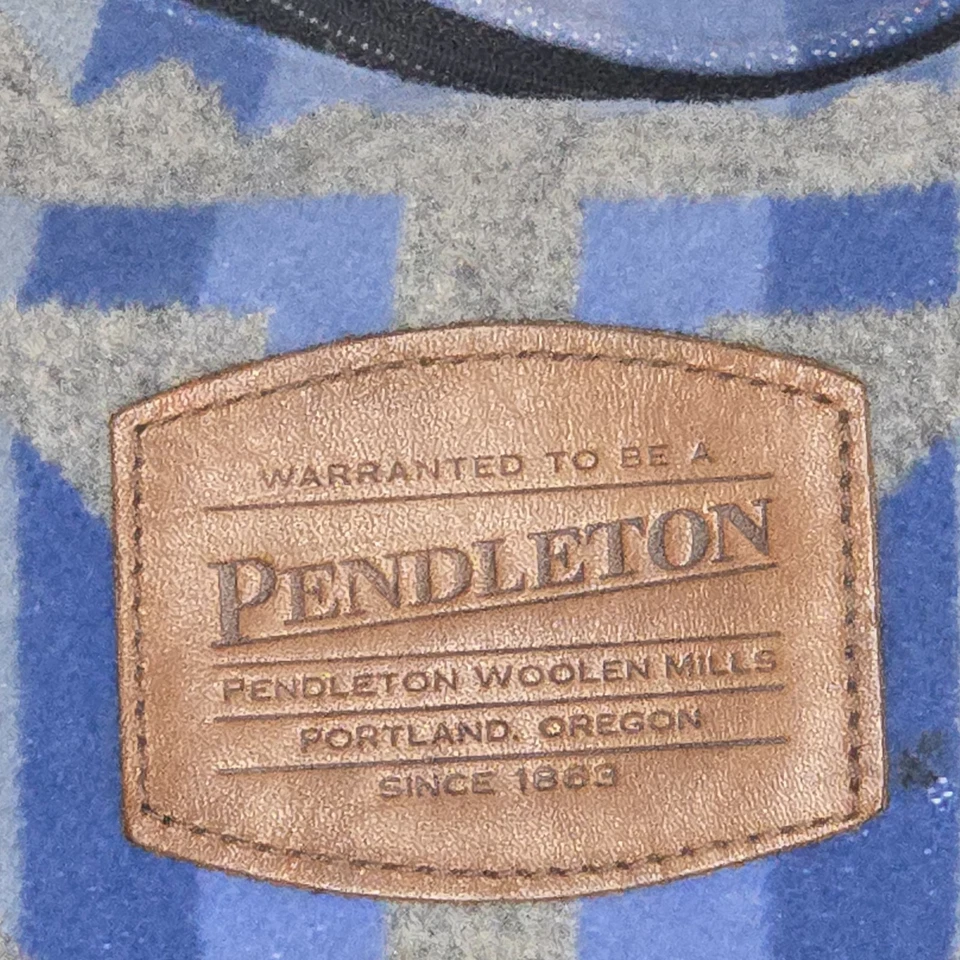 WARRANTED TO BE A
PENDLETON
PENDLETON WOOLEN MILLS
PORTLAND, OREGON
SINCE 1863